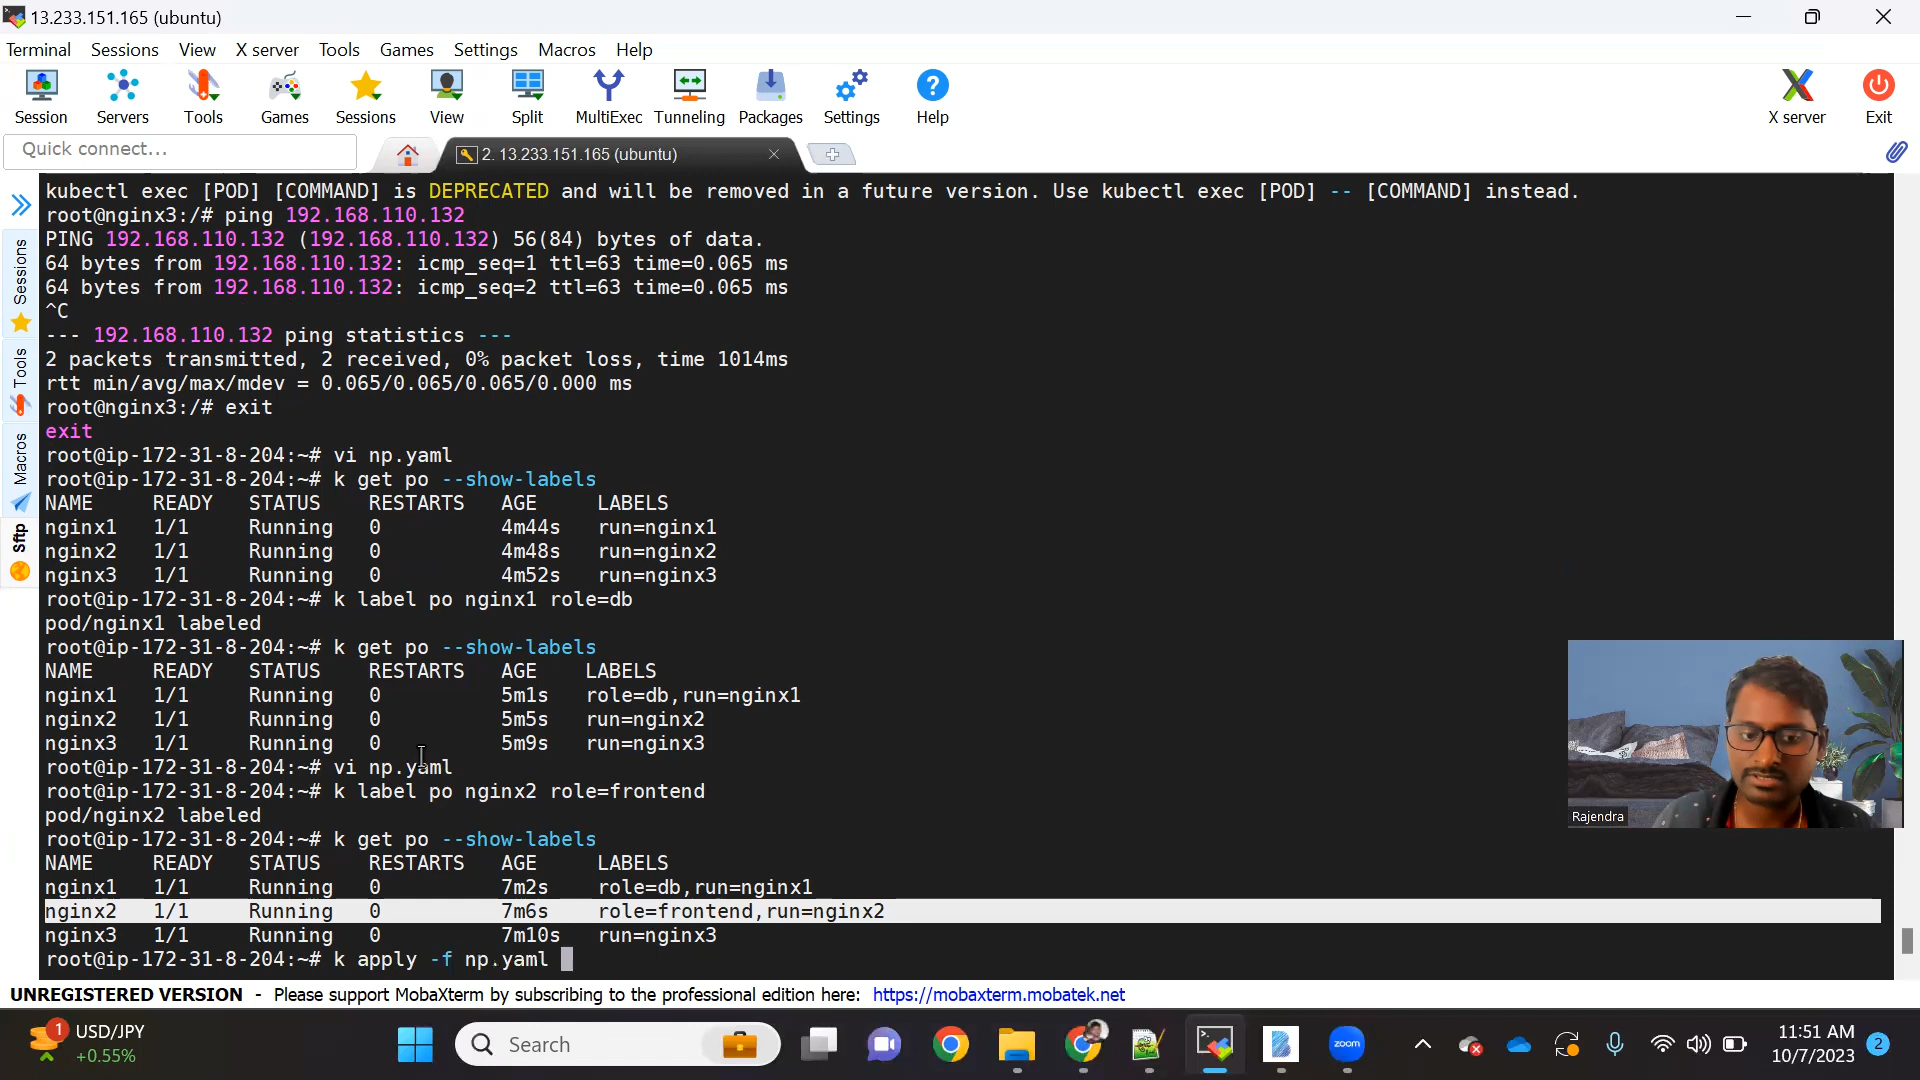 13.233.151.165 (ubuntu)
Terminal Sessions View X server Tools Games Settings Macros Help
Session Servers Tools Games Sessions View Split MultiExec Tunneling Packages Settings Help X server Exit
Quick connect...
2. 13.233.151.165 (ubuntu)
Sessions
Tools
Macros
Sftp
kubectl exec [POD] [COMMAND] is DEPRECATED and will be removed in a future version. Use kubectl exec [POD] -- [COMMAND] instead.
root@nginx3:/# ping 192.168.110.132
PING 192.168.110.132 (192.168.110.132) 56(84) bytes of data.
64 bytes from 192.168.110.132: icmp_seq=1 ttl=63 time=0.065 ms
64 bytes from 192.168.110.132: icmp_seq=2 ttl=63 time=0.065 ms
^C
--- 192.168.110.132 ping statistics ---
2 packets transmitted, 2 received, 0% packet loss, time 1014ms
rtt min/avg/max/mdev = 0.065/0.065/0.065/0.000 ms
root@nginx3:/# exit
exit
root@ip-172-31-8-204:~# vi np.yaml
root@ip-172-31-8-204:~# k get po --show-labels
NAME READY STATUS RESTARTS AGE LABELS
nginx1 1/1 Running 0 4m44s run=nginx1
nginx2 1/1 Running 0 4m48s run=nginx2
nginx3 1/1 Running 0 4m52s run=nginx3
root@ip-172-31-8-204:~# k label po nginx1 role=db
pod/nginx1 labeled
root@ip-172-31-8-204:~# k get po --show-labels
NAME READY STATUS RESTARTS AGE LABELS
nginx1 1/1 Running 0 5m1s role=db,run=nginx1
nginx2 1/1 Running 0 5m5s run=nginx2
nginx3 1/1 Running 0 5m9s run=nginx3
root@ip-172-31-8-204:~# vi np.yaml
root@ip-172-31-8-204:~# k label po nginx2 role=frontend
pod/nginx2 labeled
root@ip-172-31-8-204:~# k get po --show-labels
NAME READY STATUS RESTARTS AGE LABELS
nginx1 1/1 Running 0 7m2s role=db,run=nginx1
nginx2 1/1 Running 0 7m6s role=frontend,run=nginx2
nginx3 1/1 Running 0 7m10s run=nginx3
root@ip-172-31-8-204:~# k apply -f np.yaml
Rajendra
UNREGISTERED VERSION - Please support MobaXterm by subscribing to the professional edition here: https://mobaxterm.mobatek.net
1
USD/JPY
+0.55%
Search
zoom
11:51 AM
10/7/2023
2